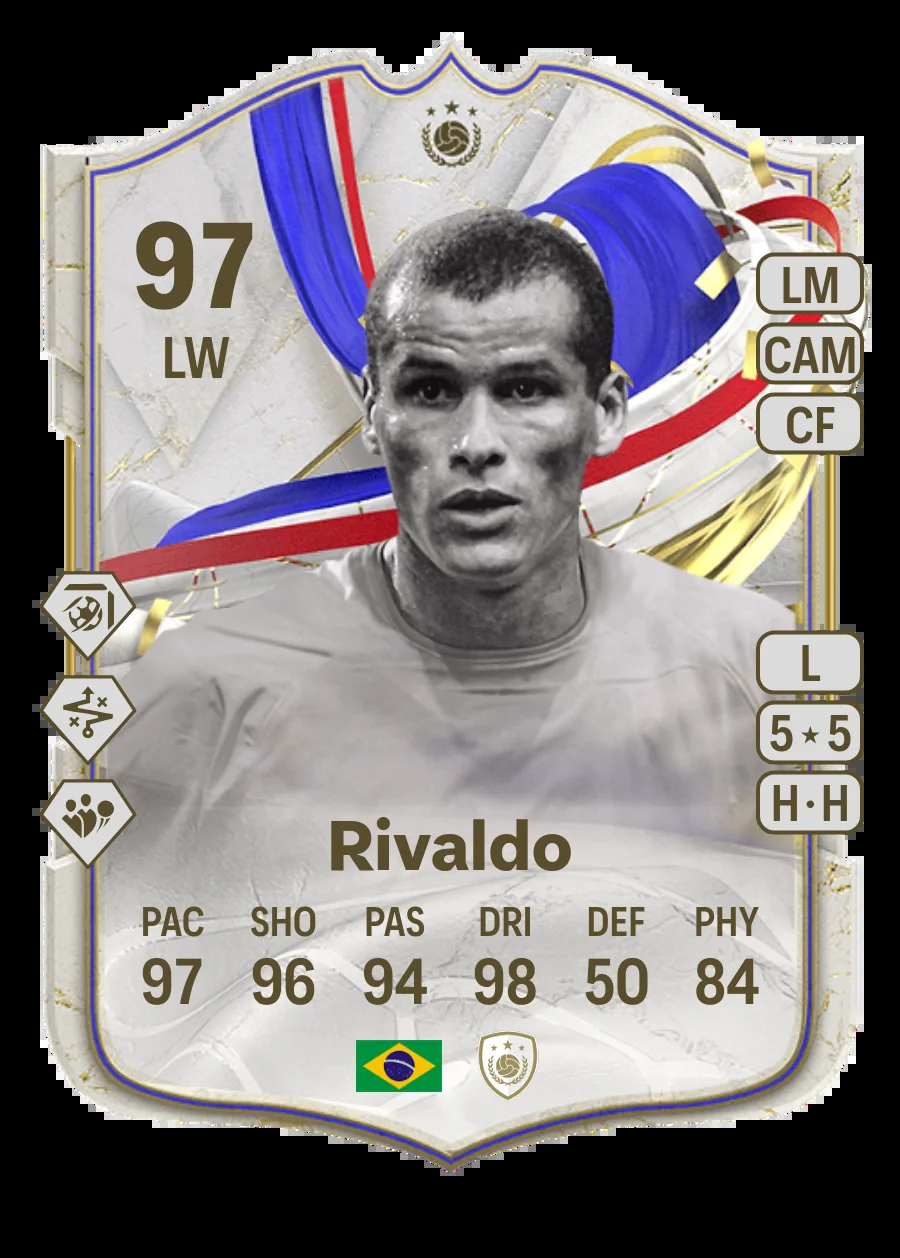 97
LW
LM
CAM
CF
L
5★5
H·H
Rivaldo
PAC SHO PAS DRI DEF PHY
97 96 94 98 50 84